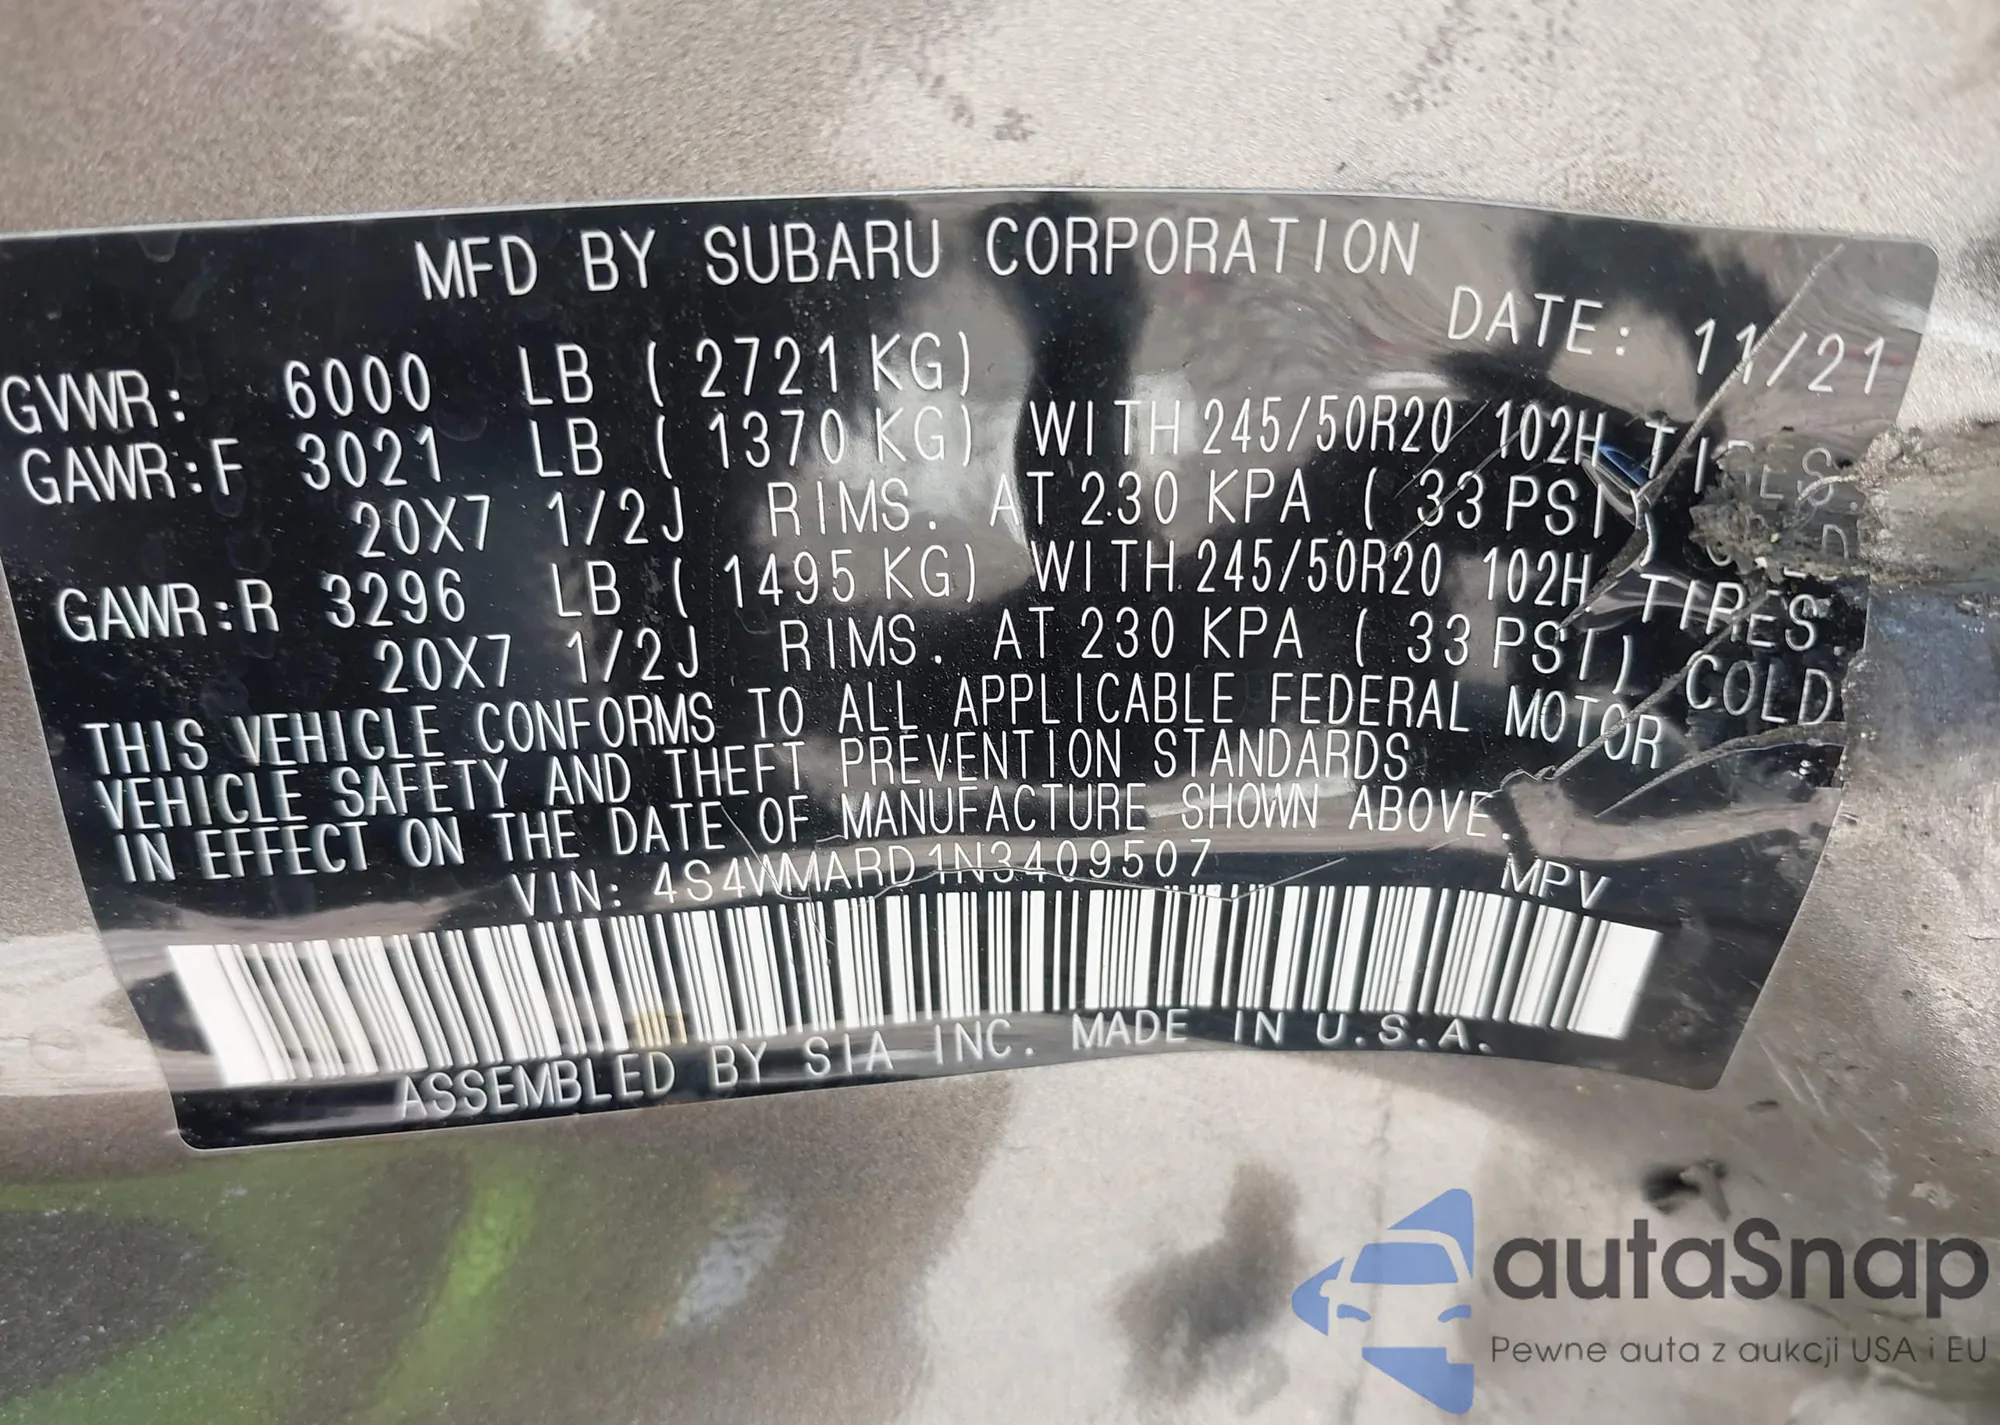 MFD BY SUBARU CORPORATION
DATE: 11/21
GVWR: 6000 LB ( 2721 KG)
GAWR:F 3021 LB ( 1370 KG) WITH 245/50R20 102H TIRES
20X7 1/2J RIMS. AT 230 KPA ( 33 PSI)
GAWR:R 3296 LB ( 1495 KG) WITH 245/50R20 102H TIRES.
20X7 1/2J RIMS. AT 230 KPA ( 33 PSI) COLD
THIS VEHICLE CONFORMS TO ALL APPLICABLE FEDERAL MOTOR
VEHICLE SAFETY AND THEFT PREVENTION STANDARDS
IN EFFECT ON THE DATE OF MANUFACTURE SHOWN ABOVE.
VIN: 4S4WMARD1N3409507 MPV
ASSEMBLED BY SIA INC. MADE IN U.S.A.
autaSnap
Pewne auta z aukcji USA i EU